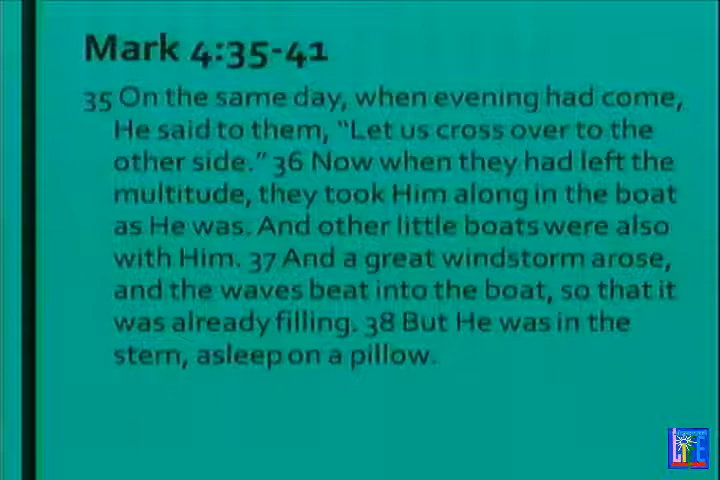 Mark 4:35-41
35 On the same day, when evening had come,
He said to them, “Let us cross over to the
other side.” 36 Now when they had left the
multitude, they took Him along in the boat
as He was. And other little boats were also
with Him. 37 And a great windstorm arose,
and the waves beat into the boat, so that it
was already filling. 38 But He was in the
stern, asleep on a pillow.
LIFE